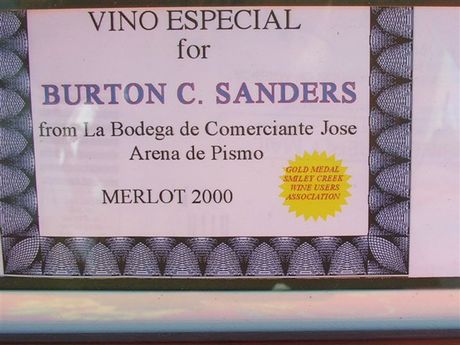 VINO ESPECIAL
for
BURTON C. SANDERS
from La Bodega de Comerciante Jose
Arena de Pismo
MERLOT 2000
GOLD MEDAL
SMILEY CREEK
WINE USERS
ASSOCIATION